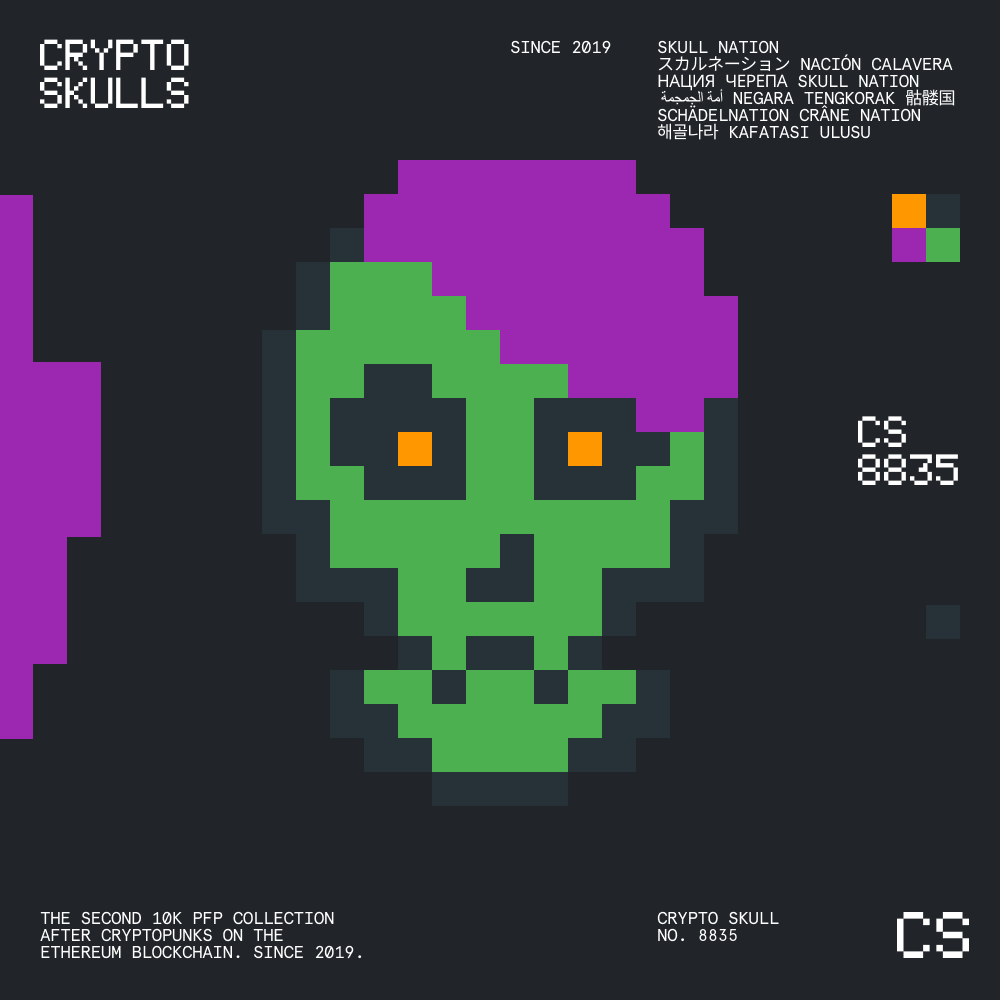 CRYPTO
SKULLS
SINCE 2019
SKULL NATION
スカルネーション NACIÓN CALAVERA
НАЦИЯ ЧЕРЕПА SKULL NATION
أمة الجمجمة NEGARA TENGKORAK 骷髅国
SCHÄDELNATION CRÂNE NATION
해골나라 KAFATASI ULUSU
CS
8835
THE SECOND 10K PFP COLLECTION
AFTER CRYPTOPUNKS ON THE
ETHEREUM BLOCKCHAIN. SINCE 2019.
CRYPTO SKULL
NO. 8835
CS